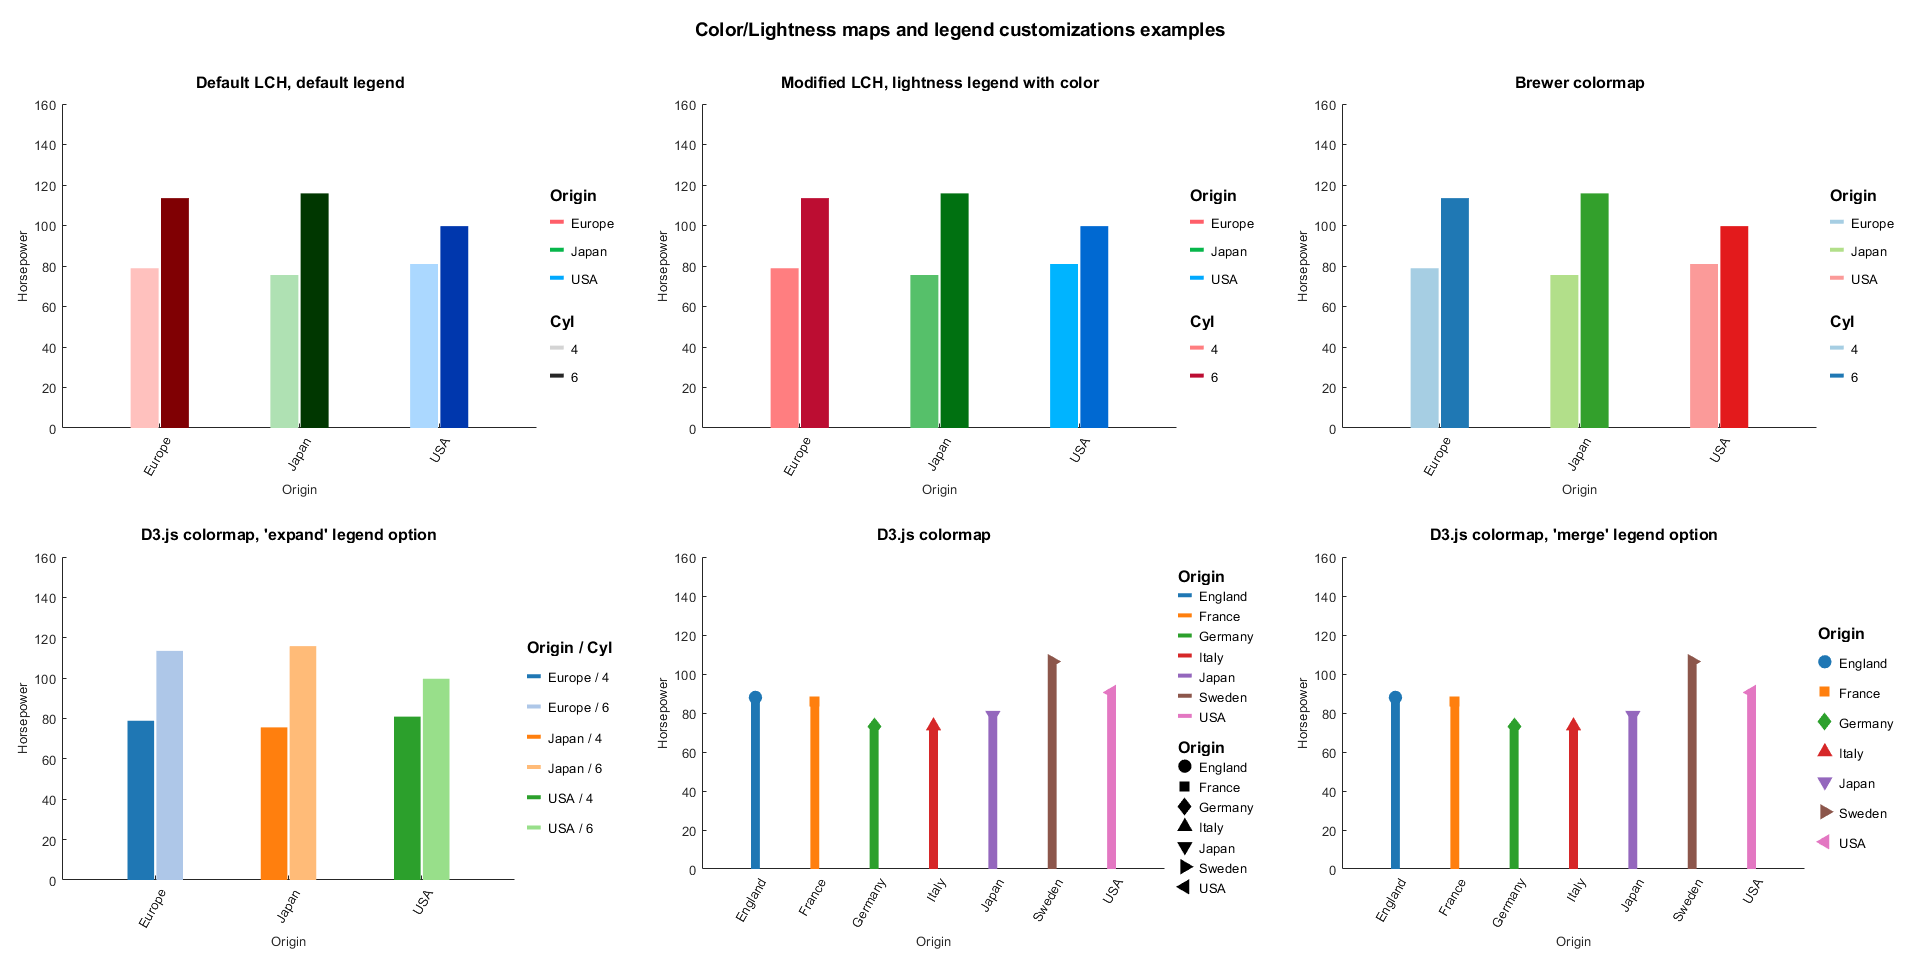 Color/Lightness maps and legend customizations examples
Default LCH, default legend
160
140
120
100
80
60
40
20
0
Horsepower
Europe
Japan
USA
Origin
Origin
Europe
Japan
USA
Cyl
4
6
Modified LCH, lightness legend with color
160
140
120
100
80
60
40
20
0
Horsepower
Europe
Japan
USA
Origin
Origin
Europe
Japan
USA
Cyl
4
6
Brewer colormap
160
140
120
100
80
60
40
20
0
Horsepower
Europe
Japan
USA
Origin
Origin
Europe
Japan
USA
Cyl
4
6
D3.js colormap, 'expand' legend option
160
140
120
100
80
60
40
20
0
Horsepower
Europe
Japan
USA
Origin
Origin / Cyl
Europe / 4
Europe / 6
Japan / 4
Japan / 6
USA / 4
USA / 6
D3.js colormap
160
140
120
100
80
60
40
20
0
Horsepower
England
France
Germany
Italy
Japan
Sweden
USA
Origin
Origin
England
France
Germany
Italy
Japan
Sweden
USA
Origin
England
France
Germany
Italy
Japan
Sweden
USA
D3.js colormap, 'merge' legend option
160
140
120
100
80
60
40
20
0
Horsepower
England
France
Germany
Italy
Japan
Sweden
USA
Origin
Origin
England
France
Germany
Italy
Japan
Sweden
USA